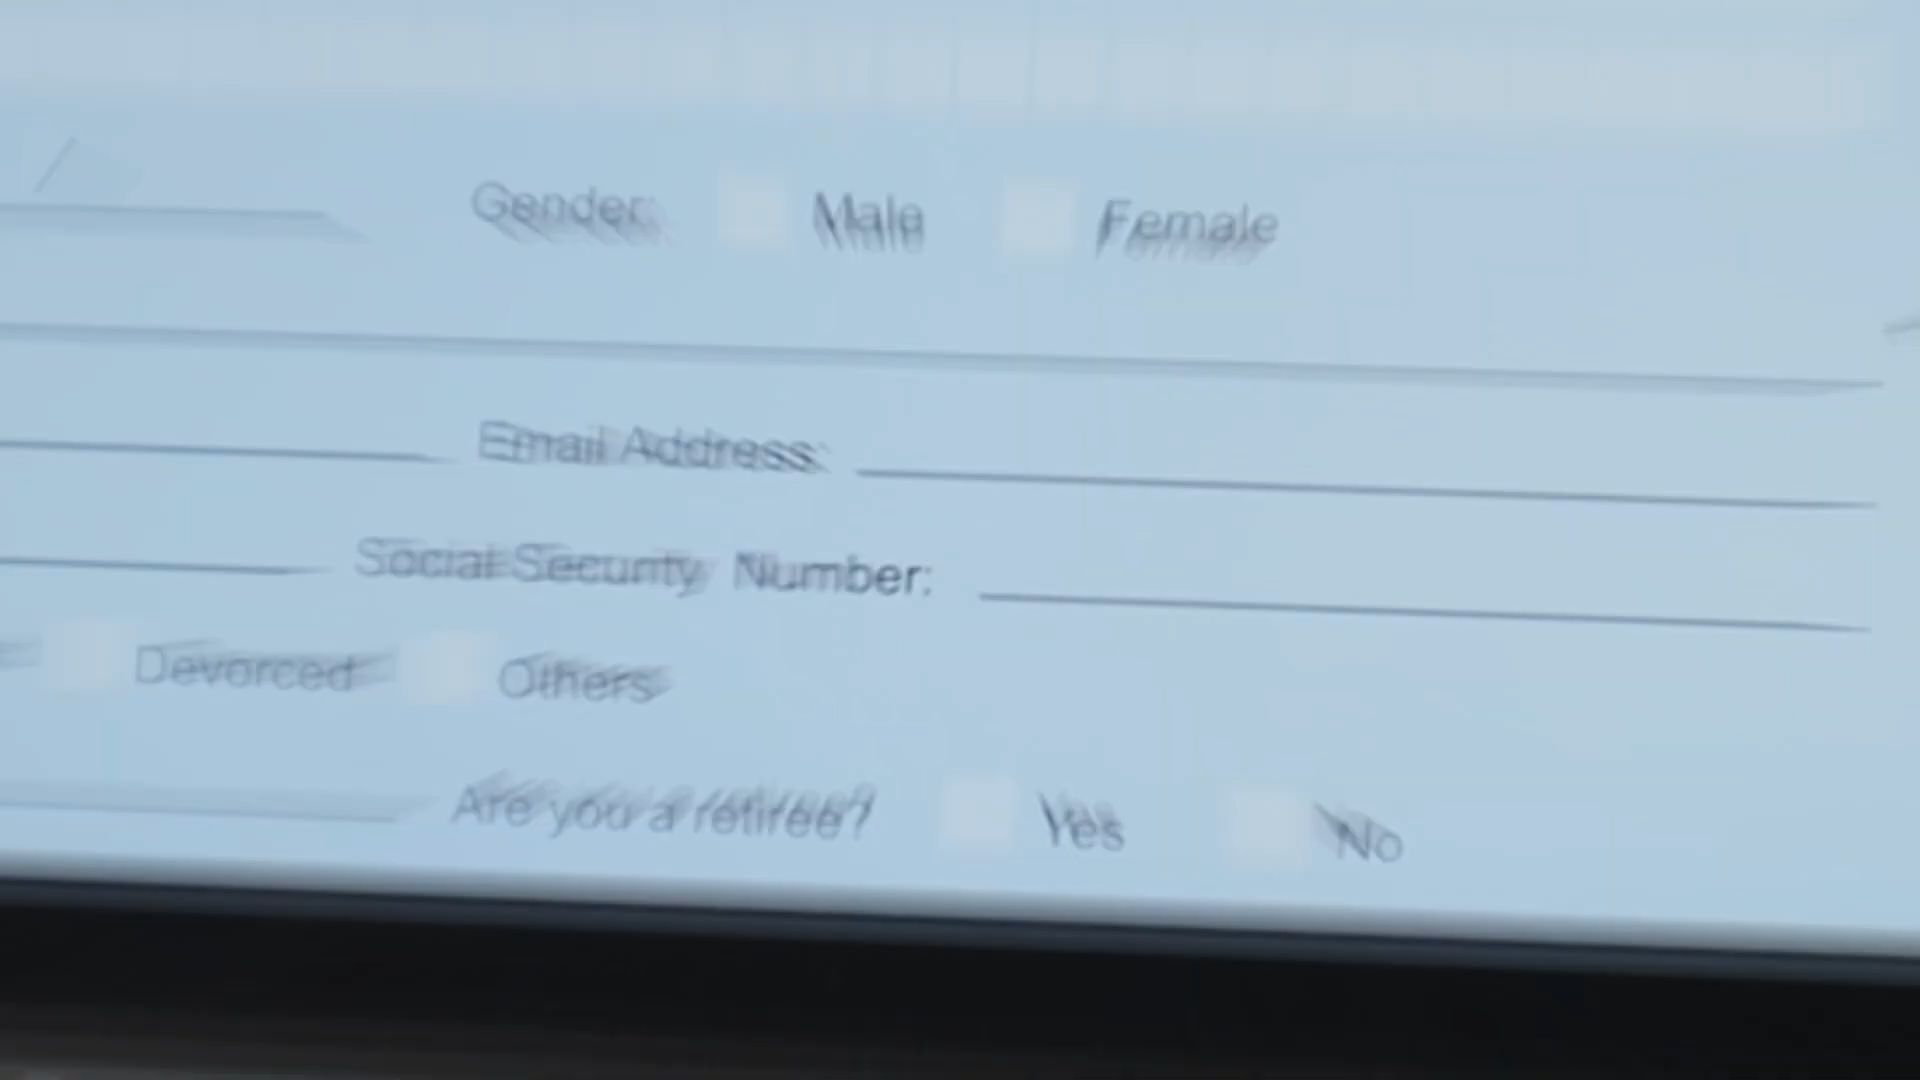 Gender: Male Female
Email Address:
Social Security Number:
Devorced Others
Are you a retiree? Yes No